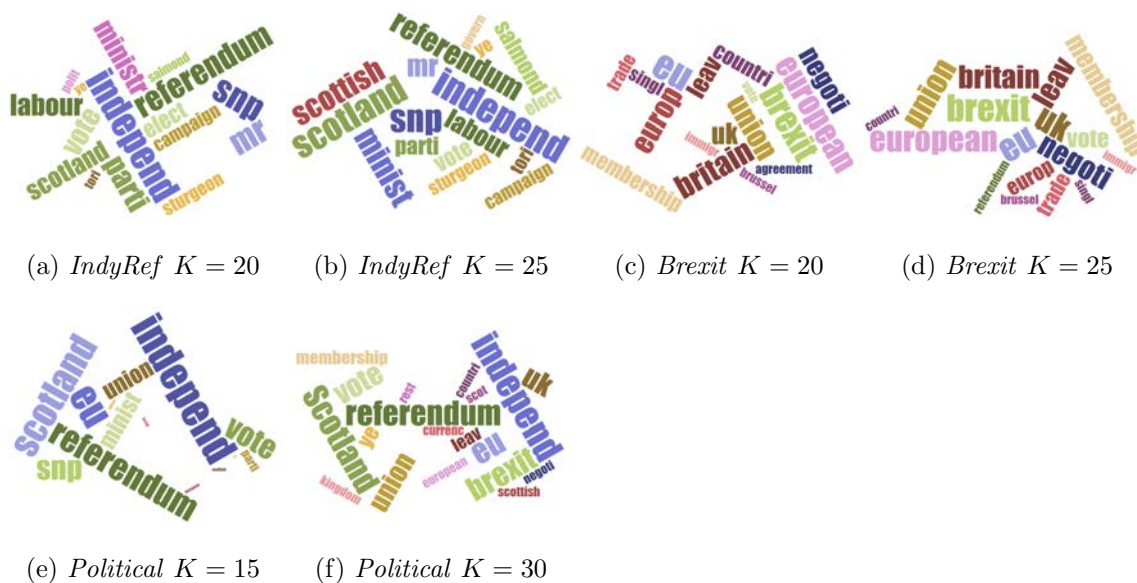 ministr
salmond
polit
ye
referendum
labour
independ
snp
vote
elect
campaign
mr
scotland
parti
tori
sturgeon
referendum
govern
ye
salmond
mr
scottish
scotland
independ
elect
snp
labour
parti
vote
tori
minist
sturgeon
campaign
trade
singl
eu
leav
countri
negoti
europ
european
vote
union
brexit
uk
immigr
britain
brussel
agreement
membership
membership
union
britain
leav
countri
brexit
european
uk
vote
eu
negoti
immigr
referendum
europ
brussel
trade
singl
(a) IndyRef K = 20
(b) IndyRef K = 25
(c) Brexit K = 20
(d) Brexit K = 25
independ
scotland
union
eu
minist
vote
referendum
parti
snp
membership
vote
rest
countri
scot
independ
uk
scotland
referendum
currenc
ye
leav
eu
european
brexit
negoti
union
kingdom
scottish
(e) Political K = 15
(f) Political K = 30